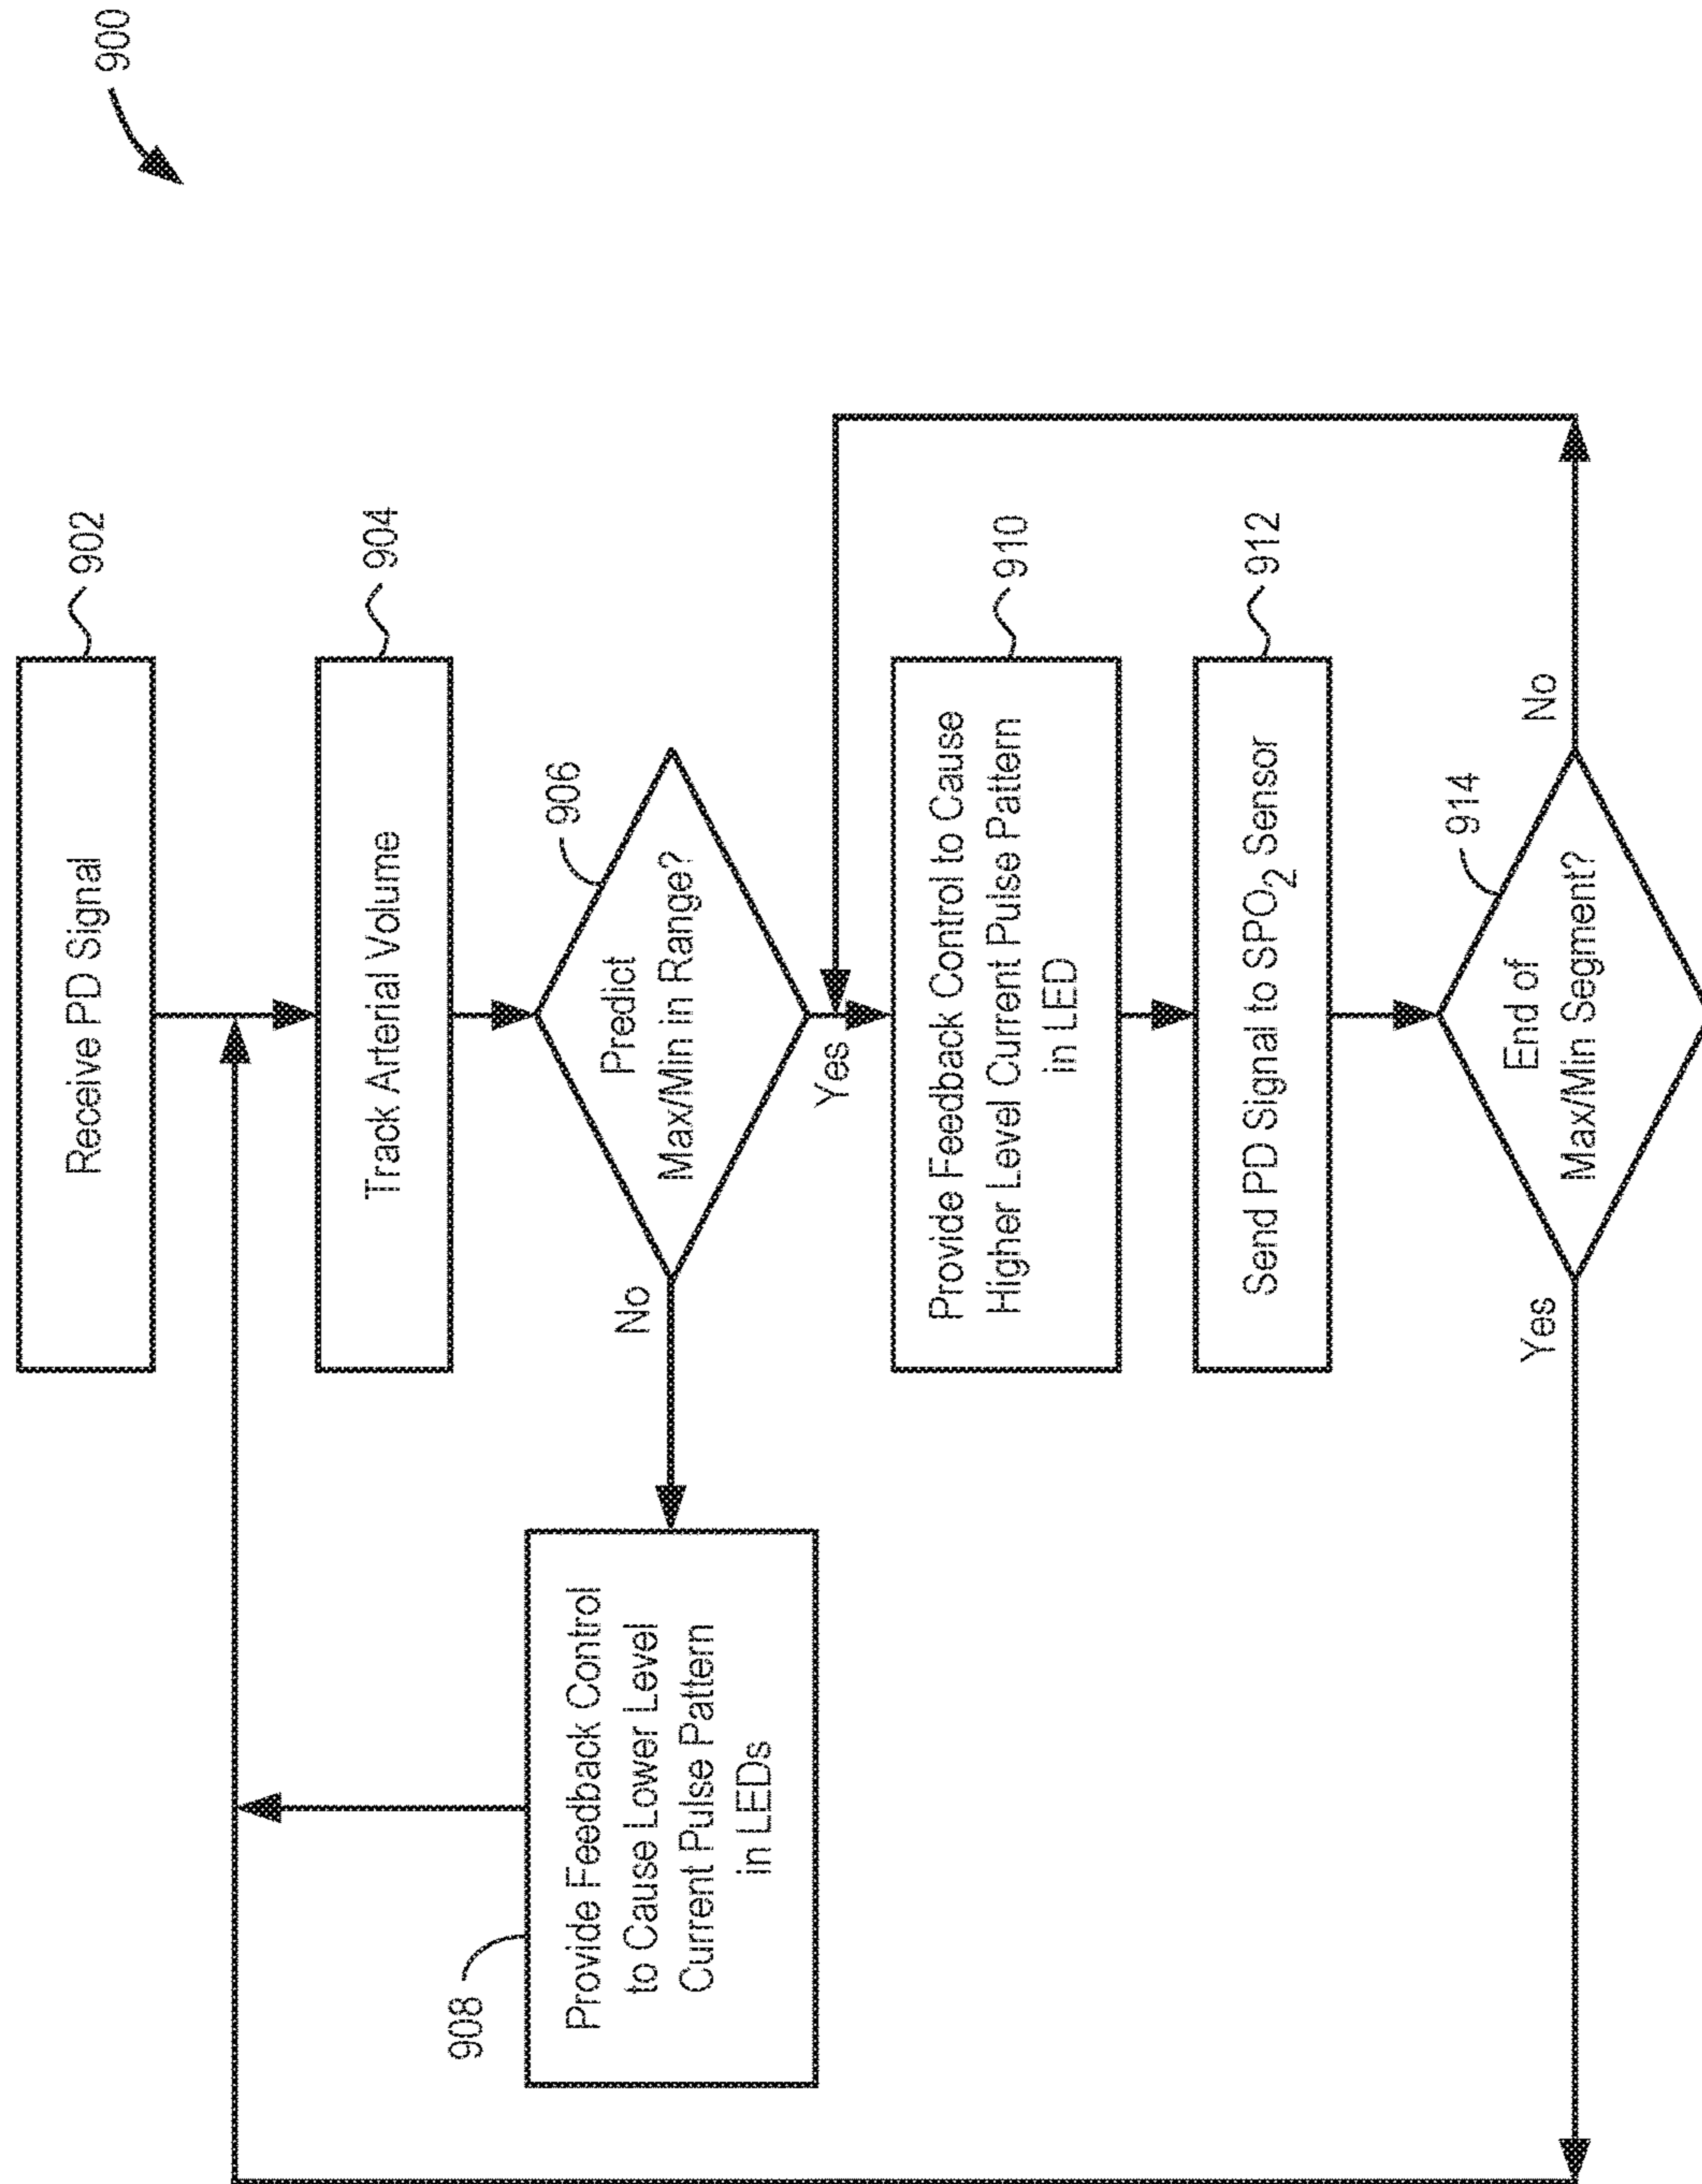 900
Receive PD Signal
902
Track Arterial Volume
904
906
Predict
Max/Min in Range?
No
Yes
908
Provide Feedback Control
to Cause Lower Level
Current Pulse Pattern
in LEDs
Provide Feedback Control to Cause
Higher Level Current Pulse Pattern
in LED
910
Send PD Signal to SPO₂ Sensor
912
914
End of
Max/Min Segment?
Yes
No